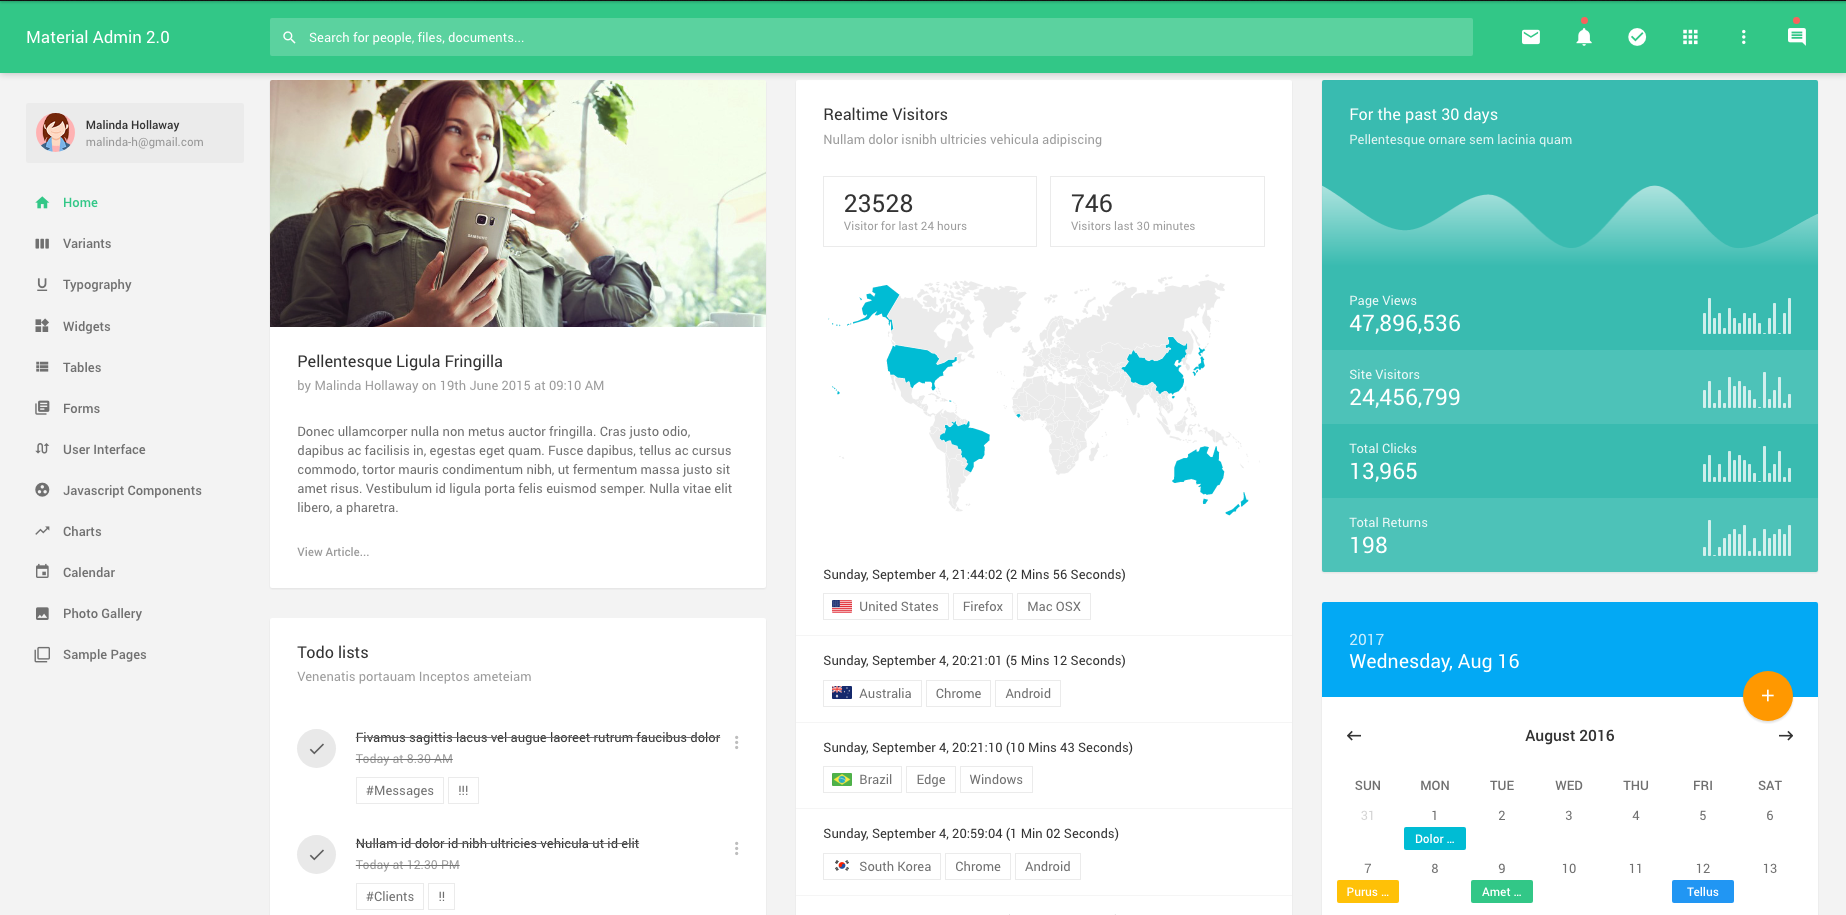 Material Admin 2.0
Search for people, files, documents...
Malinda Hollaway
malinda-h@gmail.com
Home
Variants
Typography
Widgets
Tables
Forms
User Interface
Javascript Components
Charts
Calendar
Photo Gallery
Sample Pages
SAMSUNG
Pellentesque Ligula Fringilla
by Malinda Hollaway on 19th June 2015 at 09:10 AM
Donec ullamcorper nulla non metus auctor fringilla. Cras justo odio,
dapibus ac facilisis in, egestas eget quam. Fusce dapibus, tellus ac cursus
commodo, tortor mauris condimentum nibh, ut fermentum massa justo sit
amet risus. Vestibulum id ligula porta felis euismod semper. Nulla vitae elit
libero, a pharetra.
View Article...
Todo lists
Venenatis portauam Inceptos ameteiam
Fivamus sagittis lacus vel augue laoreet rutrum faucibus dolor
Today at 8.30 AM
#Messages !!!
Nullam id dolor id nibh ultricies vehicula ut id elit
Today at 12.30 PM
#Clients !!
Realtime Visitors
Nullam dolor isnibh ultricies vehicula adipiscing
23528
Visitor for last 24 hours
746
Visitors last 30 minutes
Sunday, September 4, 21:44:02 (2 Mins 56 Seconds)
United States Firefox Mac OSX
Sunday, September 4, 20:21:01 (5 Mins 12 Seconds)
Australia Chrome Android
Sunday, September 4, 20:21:10 (10 Mins 43 Seconds)
Brazil Edge Windows
Sunday, September 4, 20:59:04 (1 Min 02 Seconds)
South Korea Chrome Android
For the past 30 days
Pellentesque ornare sem lacinia quam
Page Views
47,896,536
Site Visitors
24,456,799
Total Clicks
13,965
Total Returns
198
2017
Wednesday, Aug 16
+
August 2016
SUN MON TUE WED THU FRI SAT
31 1 2 3 4 5 6
Dolor ...
7 8 9 10 11 12 13
Purus ... Amet ... Tellus